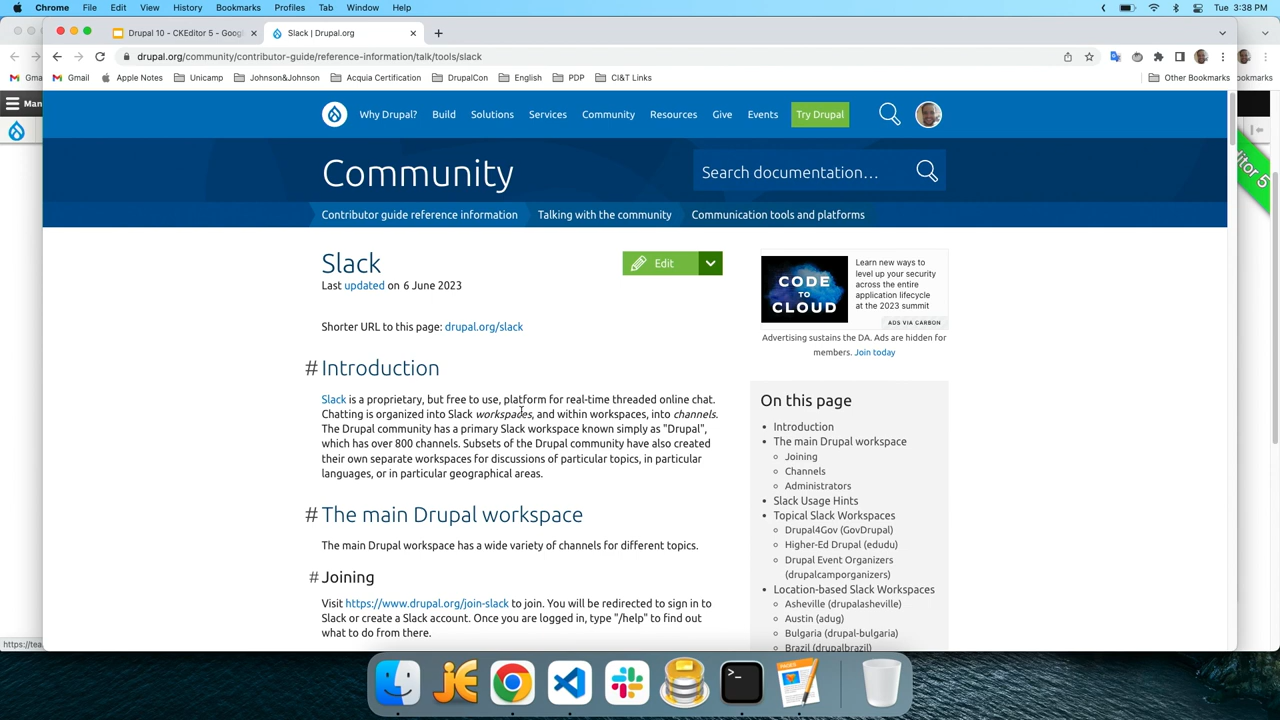 Chrome File Edit View History Bookmarks Profiles Tab Window Help
Tue 3:38 PM
Drupal 10 - CKEditor 5 - Goog
Slack | Drupal.org
drupal.org/community/contributor-guide/reference-information/talk/tools/slack
Gma
Gmail
Apple Notes
Unicamp
Johnson&Johnson
Acquia Certification
DrupalCon
English
PDP
CI&T Links
Other Bookmarks
ookmarks
Man
Why Drupal?
Build
Solutions
Services
Community
Resources
Give
Events
Try Drupal
Community
Search documentation…
ditor 5
Contributor guide reference information
Talking with the community
Communication tools and platforms
Slack
Edit
Last updated on 6 June 2023
Shorter URL to this page: drupal.org/slack
# Introduction
Slack is a proprietary, but free to use, platform for real-time threaded online chat.
Chatting is organized into Slack workspaces, and within workspaces, into channels.
The Drupal community has a primary Slack workspace known simply as "Drupal",
which has over 800 channels. Subsets of the Drupal community have also created
their own separate workspaces for discussions of particular topics, in particular
languages, or in particular geographical areas.
# The main Drupal workspace
The main Drupal workspace has a wide variety of channels for different topics.
# Joining
Visit https://www.drupal.org/join-slack to join. You will be redirected to sign in to
Slack or create a Slack account. Once you are logged in, type "/help" to find out
what to do from there.
CODE
TO
CLOUD
Learn new ways to
level up your security
across the entire
application lifecycle
at the 2023 summit
ADS VIA CARBON
Advertising sustains the DA. Ads are hidden for
members. Join today
On this page
Introduction
The main Drupal workspace
Joining
Channels
Administrators
Slack Usage Hints
Topical Slack Workspaces
Drupal4Gov (GovDrupal)
Higher-Ed Drupal (edudu)
Drupal Event Organizers
(drupalcamporganizers)
Location-based Slack Workspaces
Asheville (drupalasheville)
Austin (adug)
Bulgaria (drupal-bulgaria)
Brazil (drupalbrazil)
https://tea
PAGES